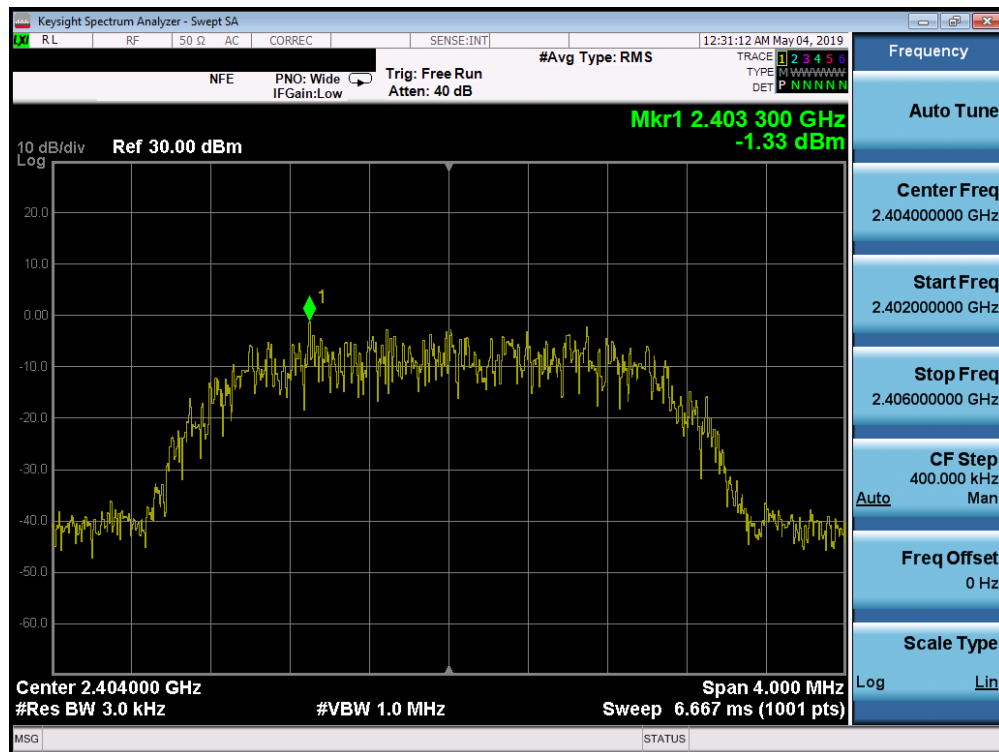 Keysight Spectrum Analyzer - Swept SA
LXI RL RF 50 Ω AC CORREC SENSE:INT 12:31:12 AM May 04, 2019
NFE PNO: Wide IFGain:Low Trig: Free Run Atten: 40 dB #Avg Type: RMS
TRACE 1 2 3 4 5 6
TYPE M WWWWW
DET P N N N N N
Mkr1 2.403 300 GHz
-1.33 dBm
10 dB/div Ref 30.00 dBm
Log
20.0
10.0
1
0.00
-10.0
-20.0
-30.0
-40.0
-50.0
-60.0
Center 2.404000 GHz Span 4.000 MHz
#Res BW 3.0 kHz #VBW 1.0 MHz Sweep 6.667 ms (1001 pts)
MSG STATUS
Frequency
Auto Tune
Center Freq
2.404000000 GHz
Start Freq
2.402000000 GHz
Stop Freq
2.406000000 GHz
CF Step
400.000 kHz
Auto Man
Freq Offset
0 Hz
Scale Type
Log Lin